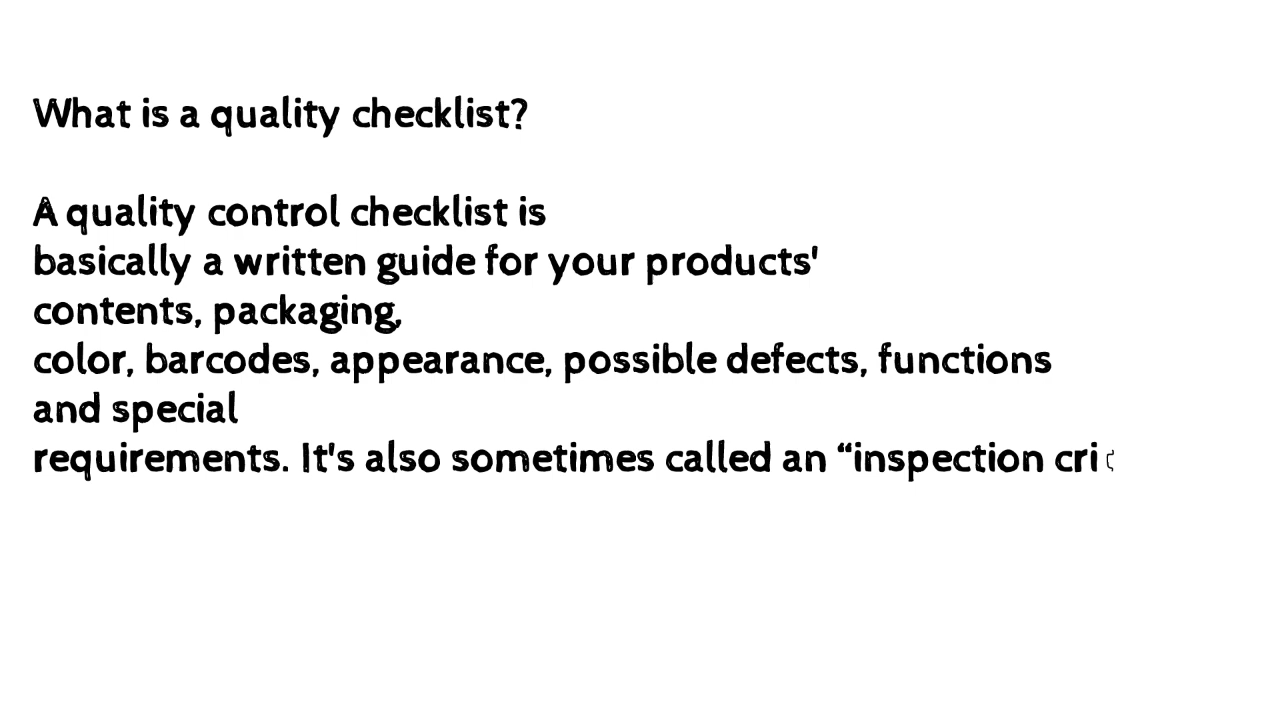 What is a quality checklist?
A quality control checklist is
basically a written guide for your products'
contents, packaging,
color, barcodes, appearance, possible defects, functions
and special
requirements. It's also sometimes called an “inspection cri